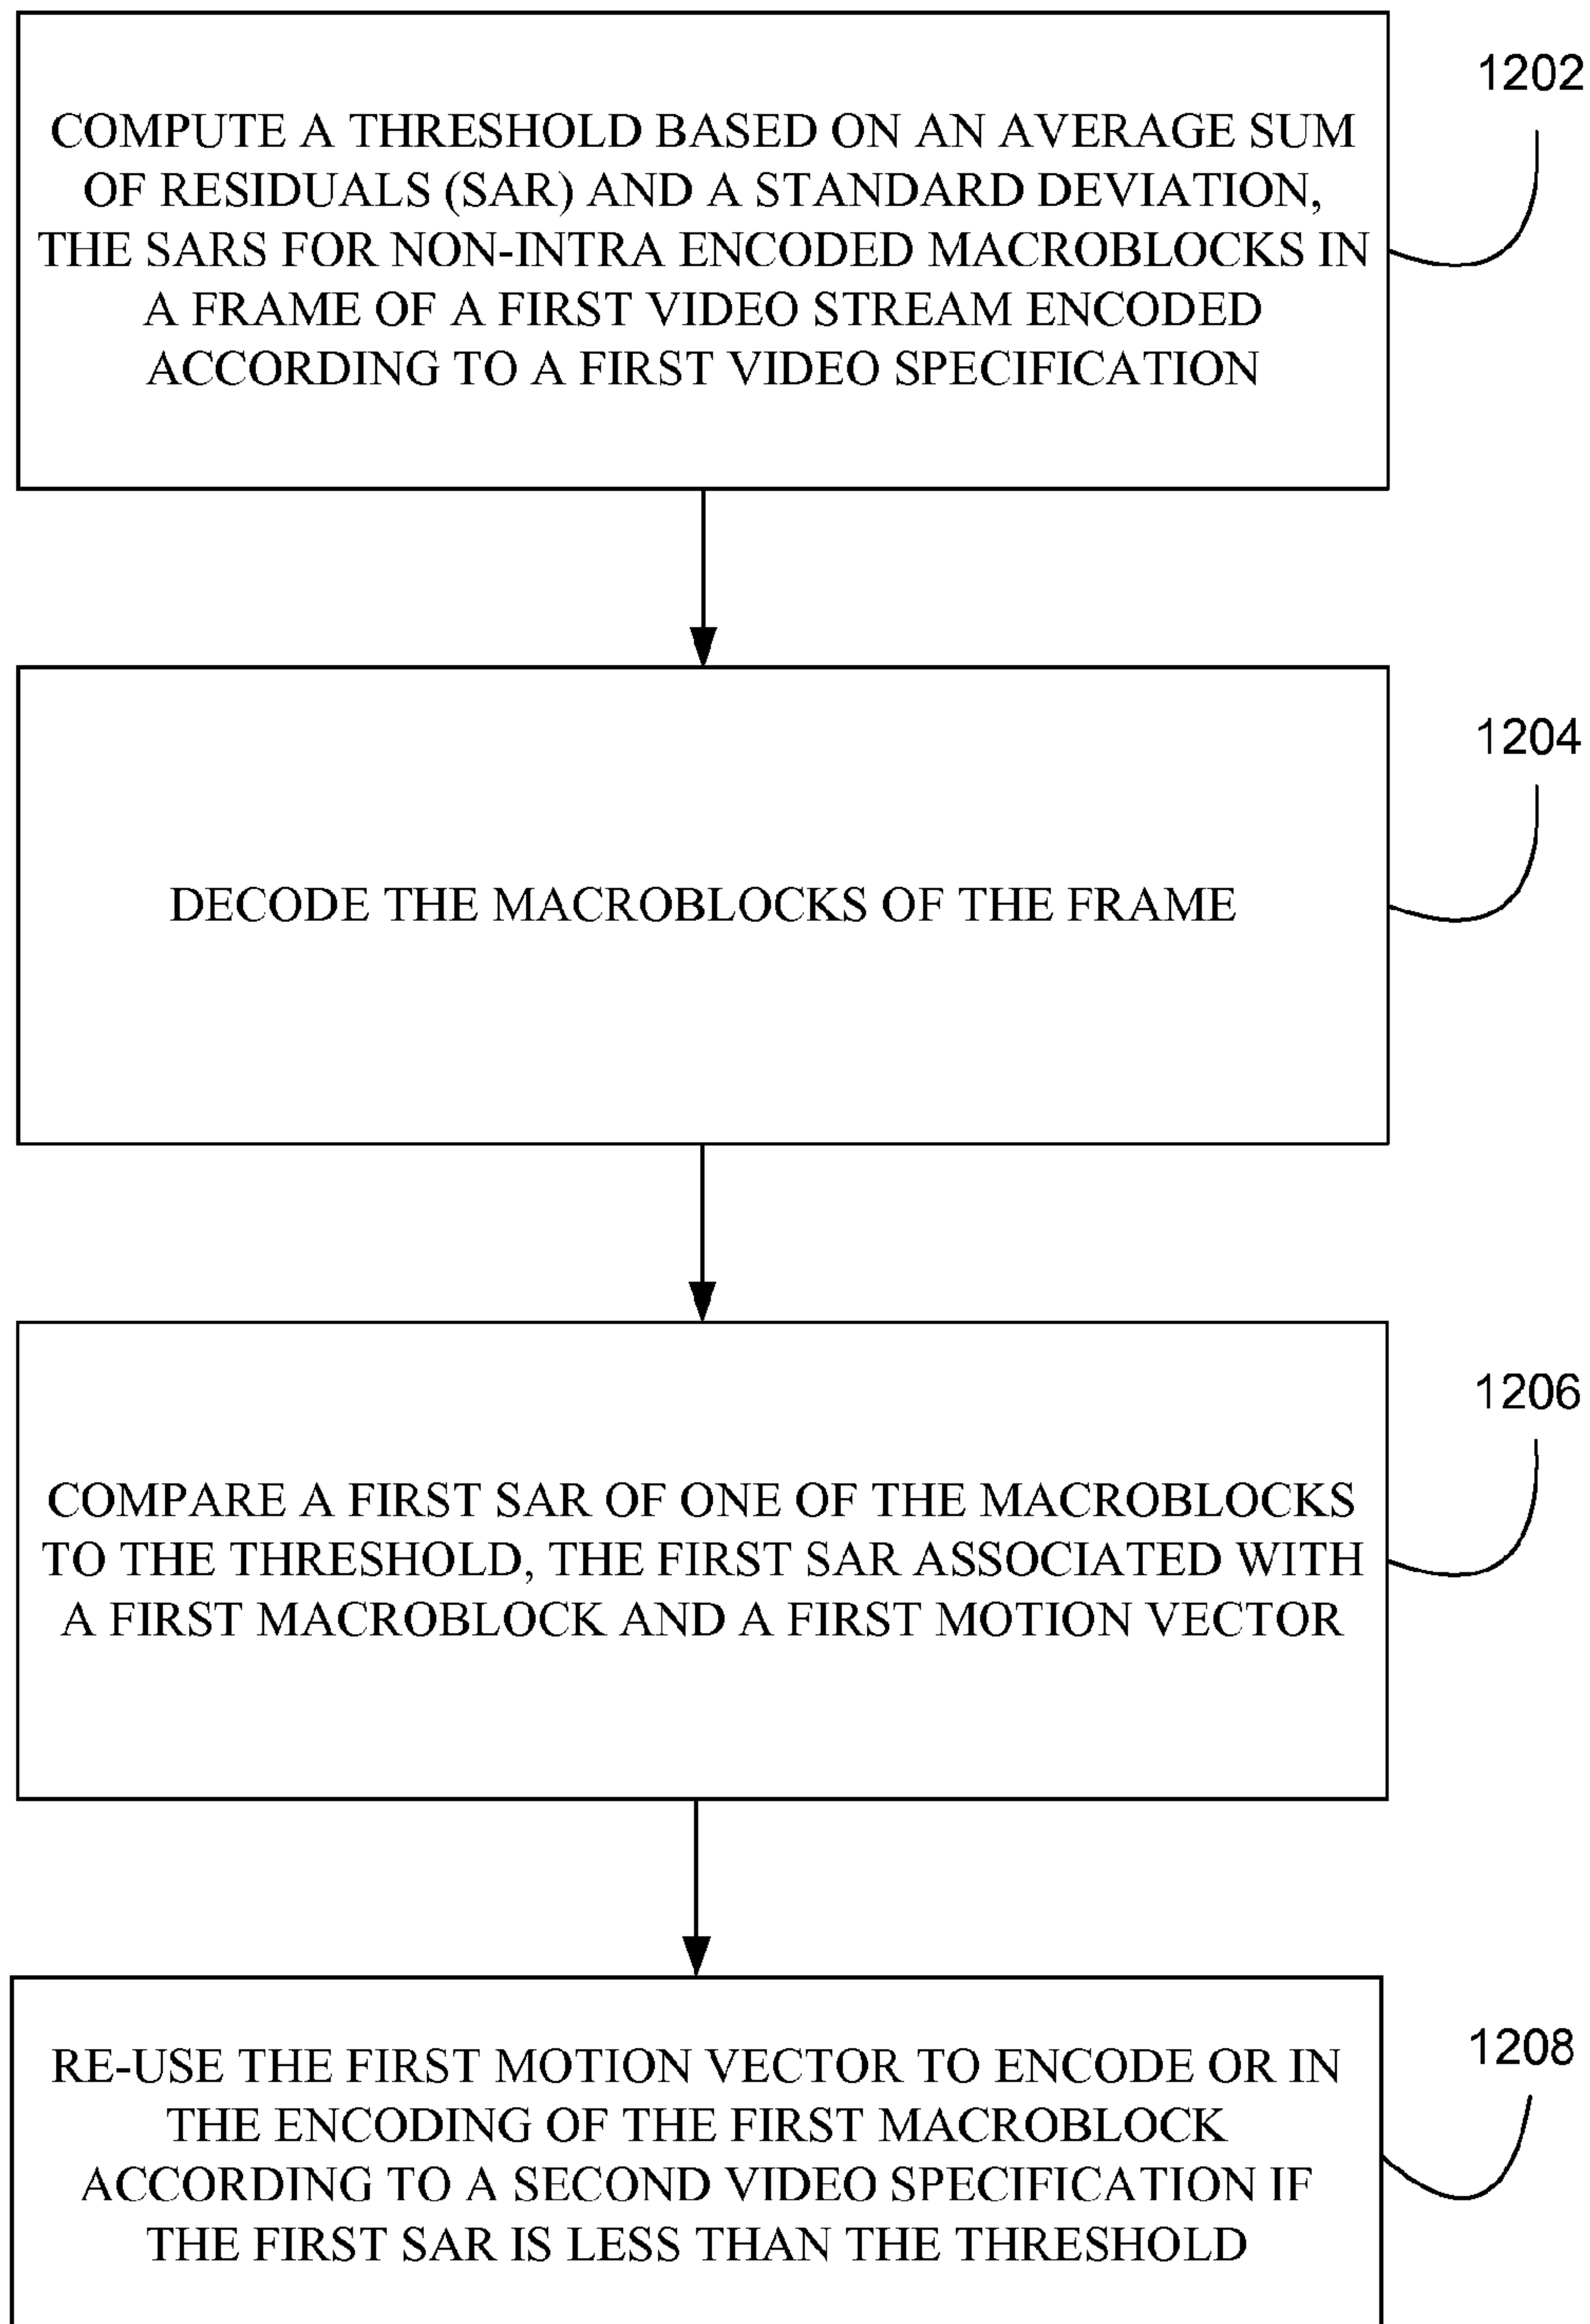 1202
COMPUTE A THRESHOLD BASED ON AN AVERAGE SUM
OF RESIDUALS (SAR) AND A STANDARD DEVIATION,
THE SARS FOR NON-INTRA ENCODED MACROBLOCKS IN
A FRAME OF A FIRST VIDEO STREAM ENCODED
ACCORDING TO A FIRST VIDEO SPECIFICATION
1204
DECODE THE MACROBLOCKS OF THE FRAME
1206
COMPARE A FIRST SAR OF ONE OF THE MACROBLOCKS
TO THE THRESHOLD, THE FIRST SAR ASSOCIATED WITH
A FIRST MACROBLOCK AND A FIRST MOTION VECTOR
1208
RE-USE THE FIRST MOTION VECTOR TO ENCODE OR IN
THE ENCODING OF THE FIRST MACROBLOCK
ACCORDING TO A SECOND VIDEO SPECIFICATION IF
THE FIRST SAR IS LESS THAN THE THRESHOLD